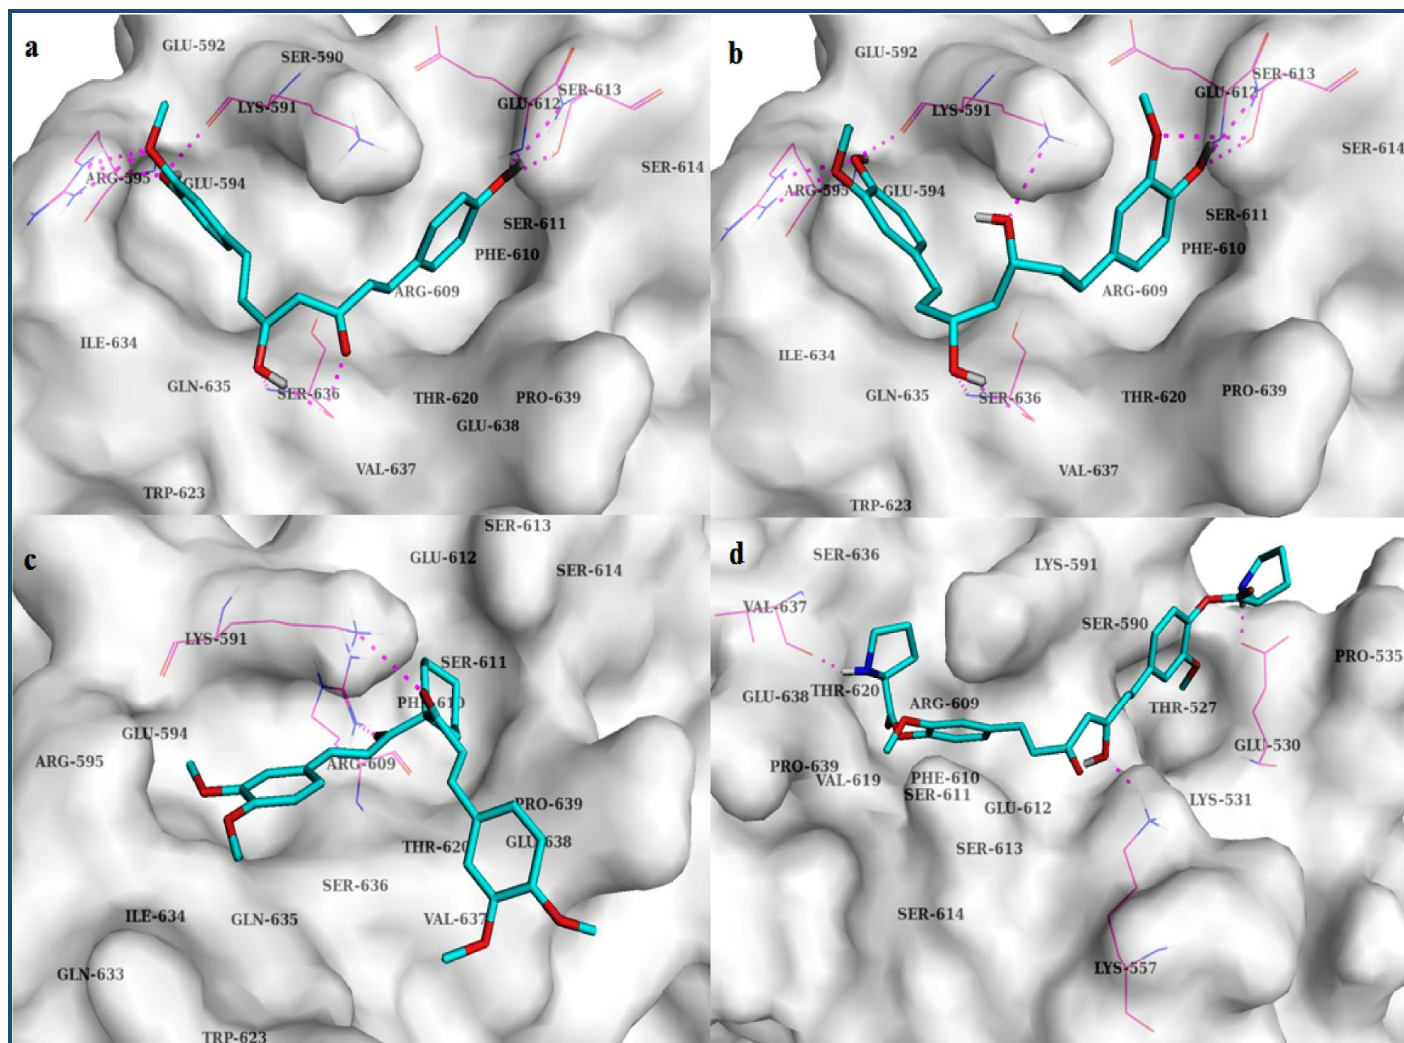 a
GLU-592
SER-590
LYS-591
SER-613
GLU-612
SER-614
ARG-595
GLU-594
SER-611
PHE-610
ARG-609
ILE-634
GLN-635
SER-636
THR-620
PRO-639
GLU-638
VAL-637
TRP-623
b
GLU-592
LYS-591
SER-613
GLU-612
SER-614
ARG-595
GLU-594
SER-611
PHE-610
ARG-609
ILE-634
GLN-635
SER-636
THR-620
PRO-639
VAL-637
TRP-623
c
SER-613
GLU-612
SER-614
LYS-591
SER-611
PHE-610
GLU-594
ARG-595
ARG-609
PRO-639
THR-620
GLU-638
SER-636
ILE-634
GLN-635
VAL-637
GLN-633
TRP-623
d
SER-636
LYS-591
VAL-637
SER-590
PRO-535
GLU-638
THR-620
ARG-609
THR-527
GLU-530
PRO-639
VAL-619
PHE-610
SER-611
GLU-612
LYS-531
SER-613
SER-614
LYS-557